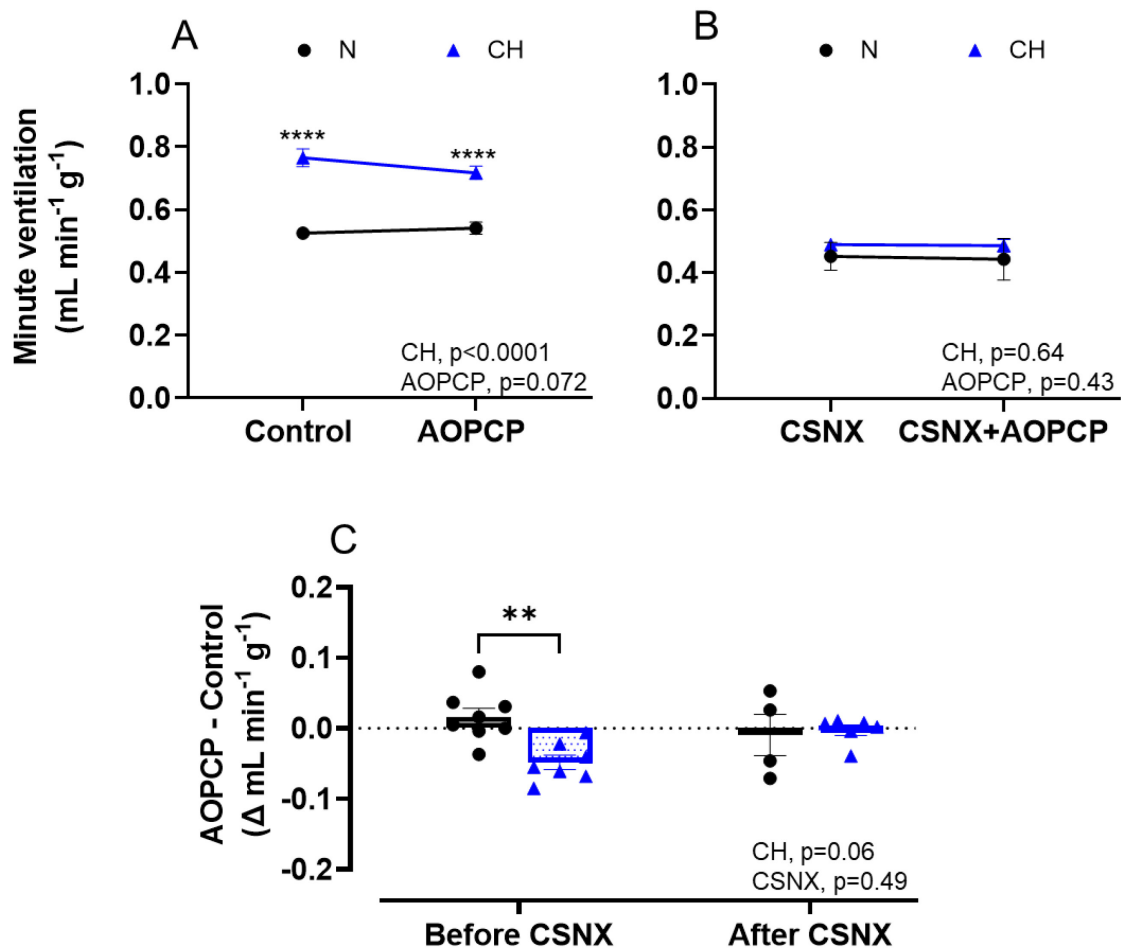 A
N CH
Minute ventilation
(mL min⁻¹ g⁻¹)
1.0
0.8
0.6
0.4
0.2
0.0
****
****
CH, p<0.0001
AOPCP, p=0.072
Control AOPCP
B
N CH
1.0
0.8
0.6
0.4
0.2
0.0
CH, p=0.64
AOPCP, p=0.43
CSNX CSNX+AOPCP
C
AOPCP - Control
(Δ mL min⁻¹ g⁻¹)
0.2
0.1
0.0
-0.1
-0.2
**
CH, p=0.06
CSNX, p=0.49
Before CSNX After CSNX